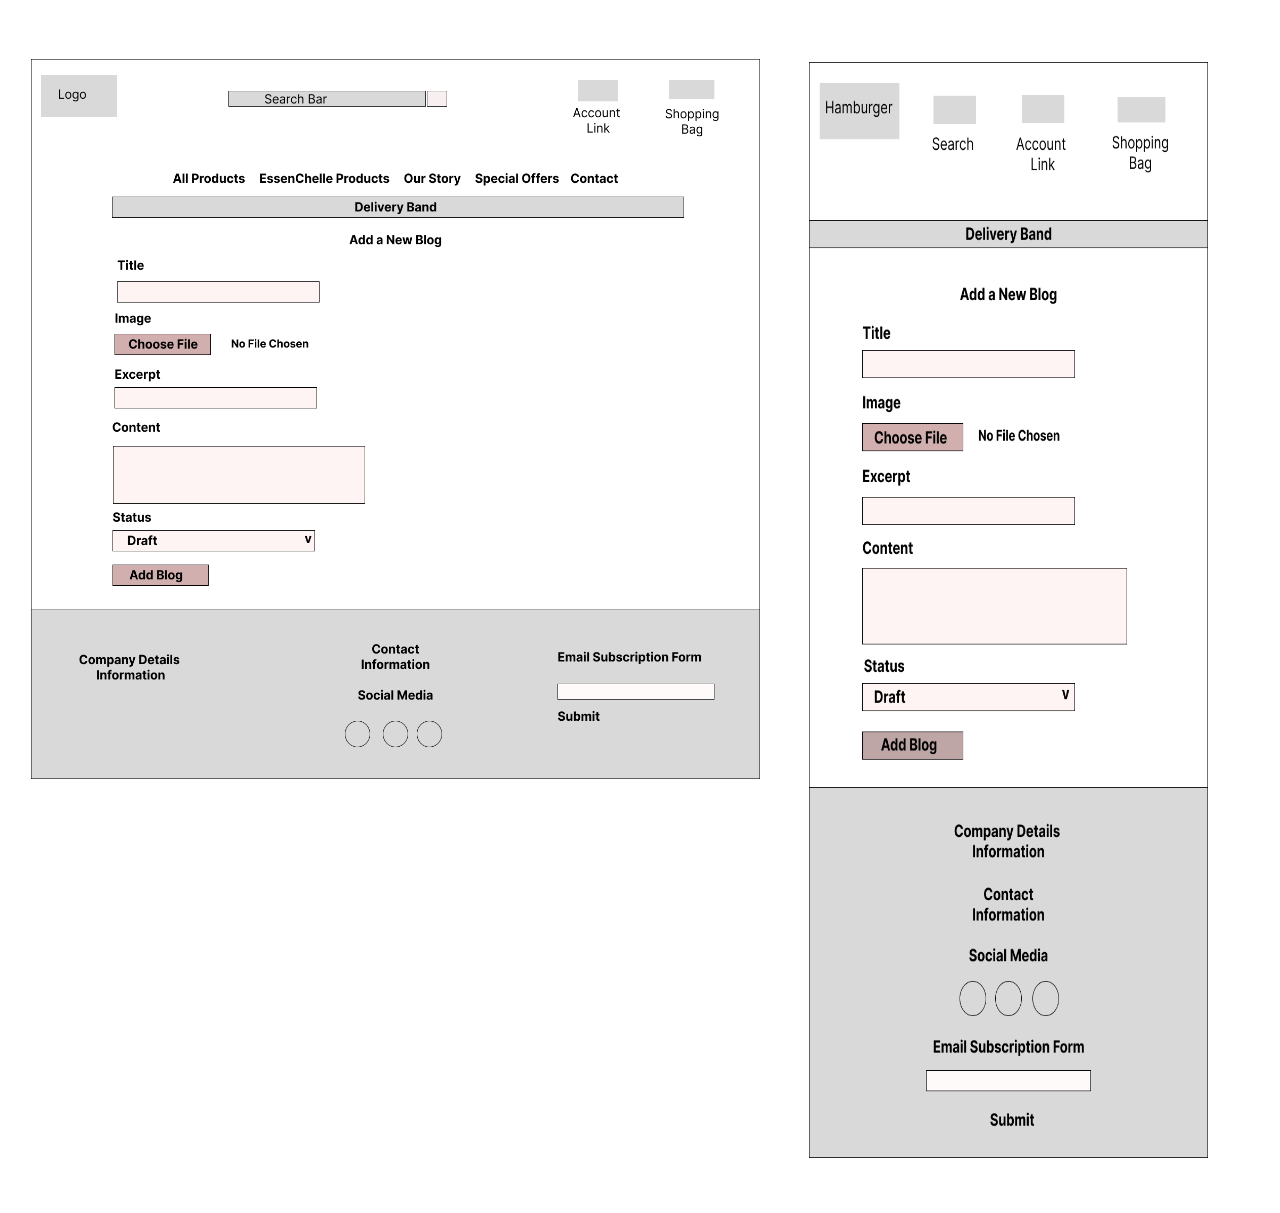 Logo
Search Bar
Account
Link
Shopping
Bag
All Products EssenChelle Products Our Story Special Offers Contact
Delivery Band
Add a New Blog
Title
Image
Choose File No File Chosen
Excerpt
Content
Status
Draft v
Add Blog
Company Details
Information
Contact
Information
Social Media
Email Subscription Form
Submit
Hamburger
Search
Account
Link
Shopping
Bag
Delivery Band
Add a New Blog
Title
Image
Choose File No File Chosen
Excerpt
Content
Status
Draft v
Add Blog
Company Details
Information
Contact
Information
Social Media
Email Subscription Form
Submit